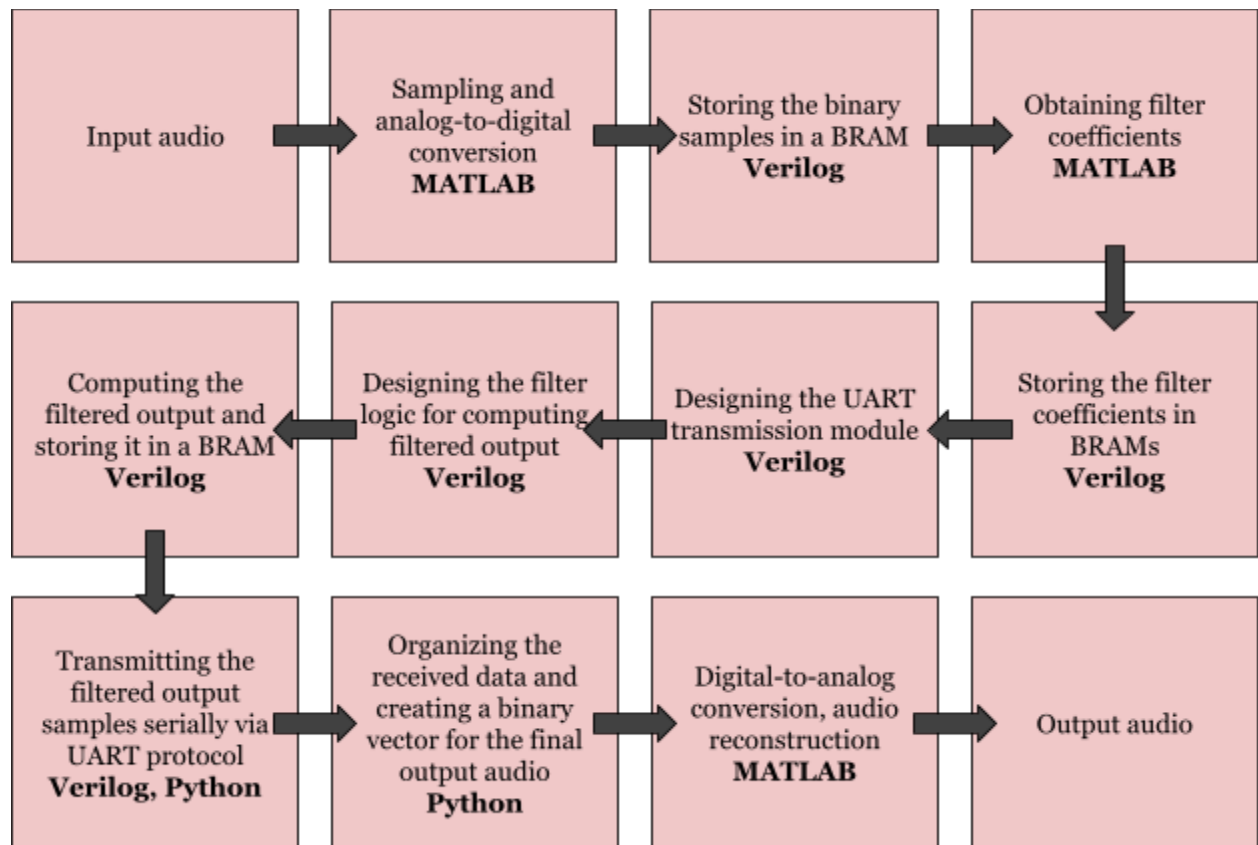 Input audio
Sampling and
analog-to-digital
conversion
MATLAB
Storing the binary
samples in a BRAM
Verilog
Obtaining filter
coefficients
MATLAB
Storing the filter
coefficients in
BRAMs
Verilog
Designing the UART
transmission module
Verilog
Designing the filter
logic for computing
filtered output
Verilog
Computing the
filtered output and
storing it in a BRAM
Verilog
Transmitting the
filtered output
samples serially via
UART protocol
Verilog, Python
Organizing the
received data and
creating a binary
vector for the final
output audio
Python
Digital-to-analog
conversion, audio
reconstruction
MATLAB
Output audio